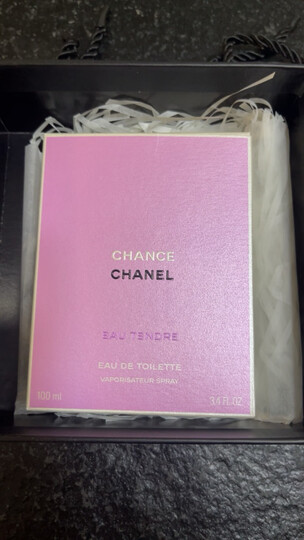 CHANCE
CHANEL
EAU TENDRE
EAU DE TOILETTE
VAPORISATEUR SPRAY
100 ml
3.4 FL.OZ.